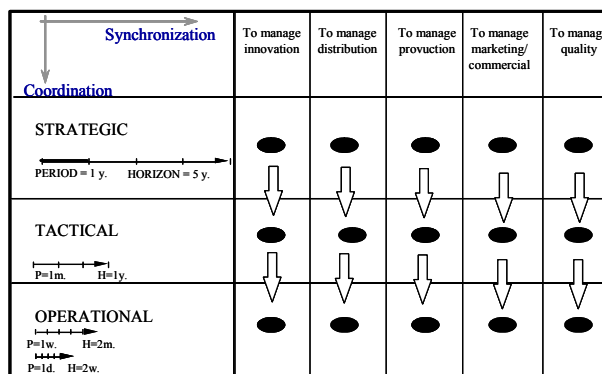 Synchronization
Coordination
To manage
innovation
To manage
distribution
To manage
provuction
To manage
marketing/
commercial
To manag
quality
STRATEGIC
PERIOD = 1 y. HORIZON = 5 y.
TACTICAL
P=1m. H=1y.
OPERATIONAL
P=1w. H=2m.
P=1d. H=2w.